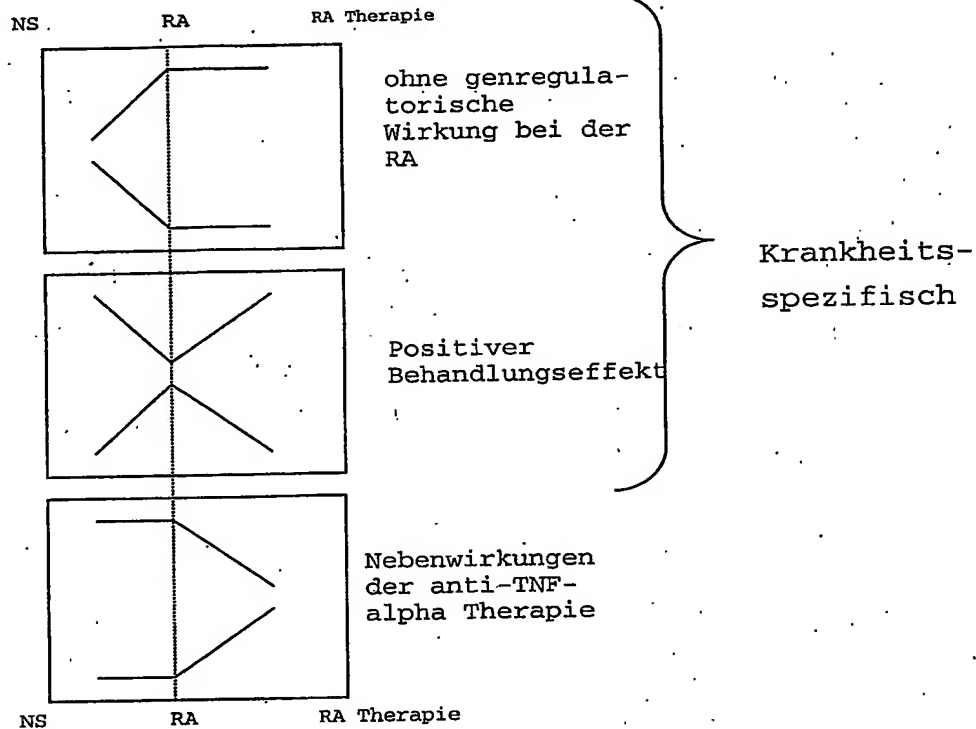 NS RA RA Therapie
ohne genregula-
torische
Wirkung bei der
RA
Krankheits-
spezifisch
Positiver
Behandlungseffekt
Nebenwirkungen
der anti-TNF-
alpha Therapie
NS RA RA Therapie